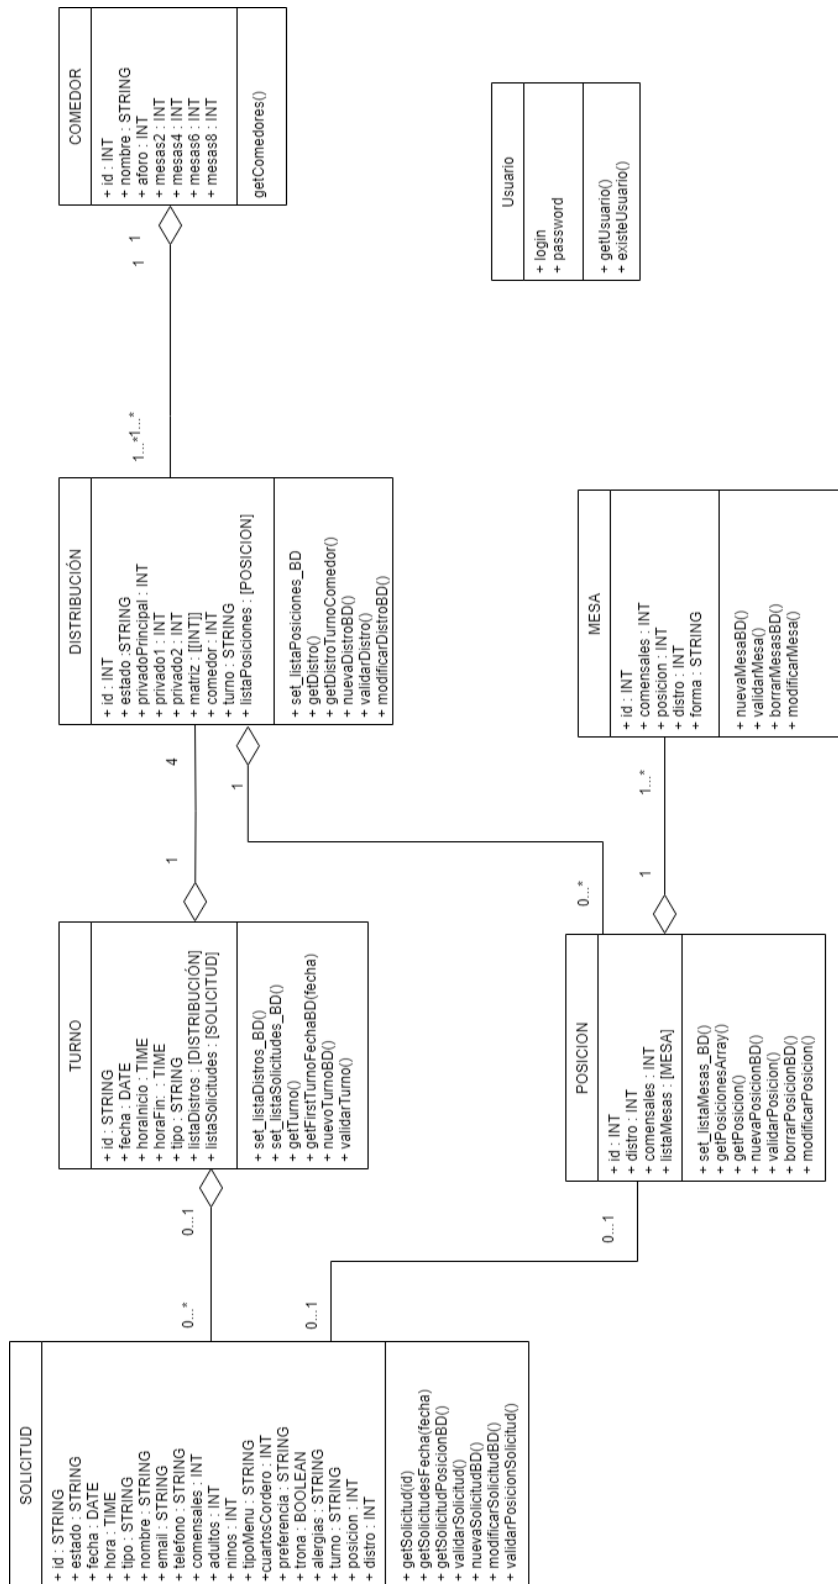 SOLICITUD
+ id : STRING
+ estado : STRING
+ fecha : DATE
+ hora : TIME
+ tipo : STRING
+ nombre : STRING
+ email : STRING
+ telefono : STRING
+ comensales : INT
+ adultos : INT
+ ninos : INT
+ tipoMenu : STRING
+cuartosCordero : INT
+ preferencia : STRING
+ trona : BOOLEAN
+ alergias : STRING
+ turno : STRING
+ posicion : INT
+ distro : INT
+ getSolicitud(id)
+ getSolicitudesFecha(fecha)
+ getSolicitudPosicionBD()
+ validarSolicitud()
+ nuevaSolicitudBD()
+ modificarSolicitudBD()
+ validarPosicionSolicitud()
0...*
0...1
0...1
0...1
TURNO
+ id : STRING
+ fecha : DATE
+ horaInicio : TIME
+ horaFin: : TIME
+ tipo : STRING
+ listaDistros : [DISTRIBUCIÓN]
+ listaSolicitudes : [SOLICITUD]
+ set_listaDistros_BD()
+ set_listaSolicitudes_BD()
+ getTurno()
+ getFirstTurnoFechaBD(fecha)
+ nuevoTurnoBD()
+ validarTurno()
1
4
POSICION
+ id : INT
+ distro : INT
+ comensales : INT
+ listaMesas : [MESA]
+ set_listaMesas_BD()
+ getPosicionesArray()
+ getPosicion()
+ nuevaPosicionBD()
+ validarPosicion()
+ borrarPosicionBD()
+ modificarPosicion()
0...*
1
1
1...*
DISTRIBUCIÓN
+ id : INT
+ estado :STRING
+ privadoPrincipal : INT
+ privado1 : INT
+ privado2 : INT
+ matriz : [[INT]]
+ comedor : INT
+ turno : STRING
+ listaPosiciones : [POSICION]
+ set_listaPosiciones_BD
+ getDistro()
+ getDistroTurnoComedor()
+ nuevaDistroBD()
+ validarDistro()
+ modificarDistroBD()
MESA
+ id : INT
+ comensales : INT
+ posicion : INT
+ distro : INT
+ forma : STRING
+ nuevaMesaBD()
+ validarMesa()
+ borrarMesasBD()
+ modificarMesa()
1...*1...*
1 1
COMEDOR
+ id : INT
+ nombre : STRING
+ aforo : INT
+ mesas2 : INT
+ mesas4 : INT
+ mesas6 : INT
+ mesas8 : INT
getComedores()
Usuario
+ login
+ password
+ getUsuario()
+ existeUsuario()